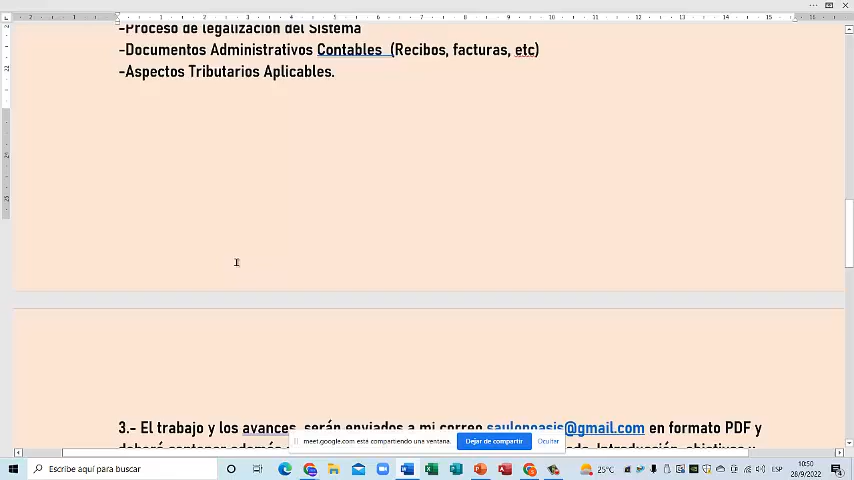 -Proceso de legalización del Sistema
-Documentos Administrativos Contables (Recibos, facturas, etc)
-Aspectos Tributarios Aplicables.
3.- El trabajo y los avances, serán enviados a mi correo saulonoasis@gmail.com en formato PDF y
meet.google.com está compartiendo una ventana.
Dejar de compartir
Ocultar
Escribe aquí para buscar
25°C
ESP
10:50
28/9/2022